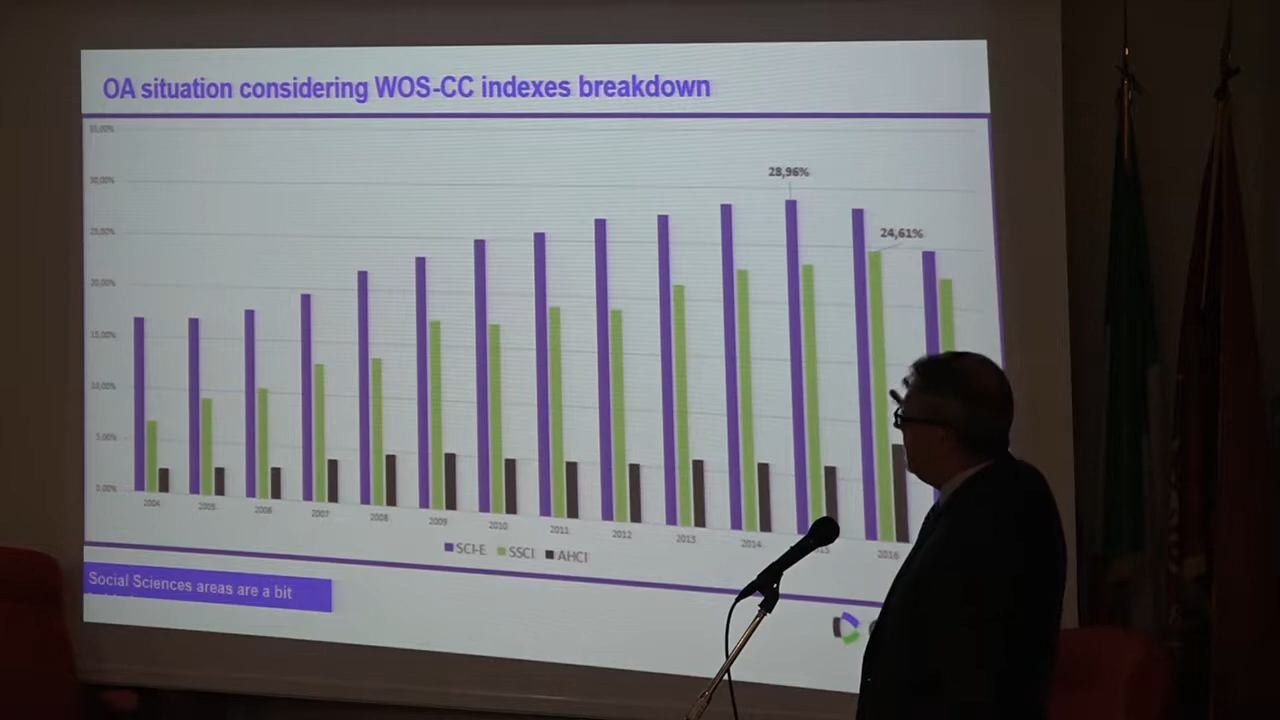 OA situation considering WOS-CC indexes breakdown
35,00%
30,00%
25,00%
20,00%
15,00%
10,00%
5,00%
0,00%
28,96%
24,61%
2004 2005 2006 2007 2008 2009 2010 2011 2012 2013 2014 2016
SCI-E SSCI AHCI
Social Sciences areas are a bit